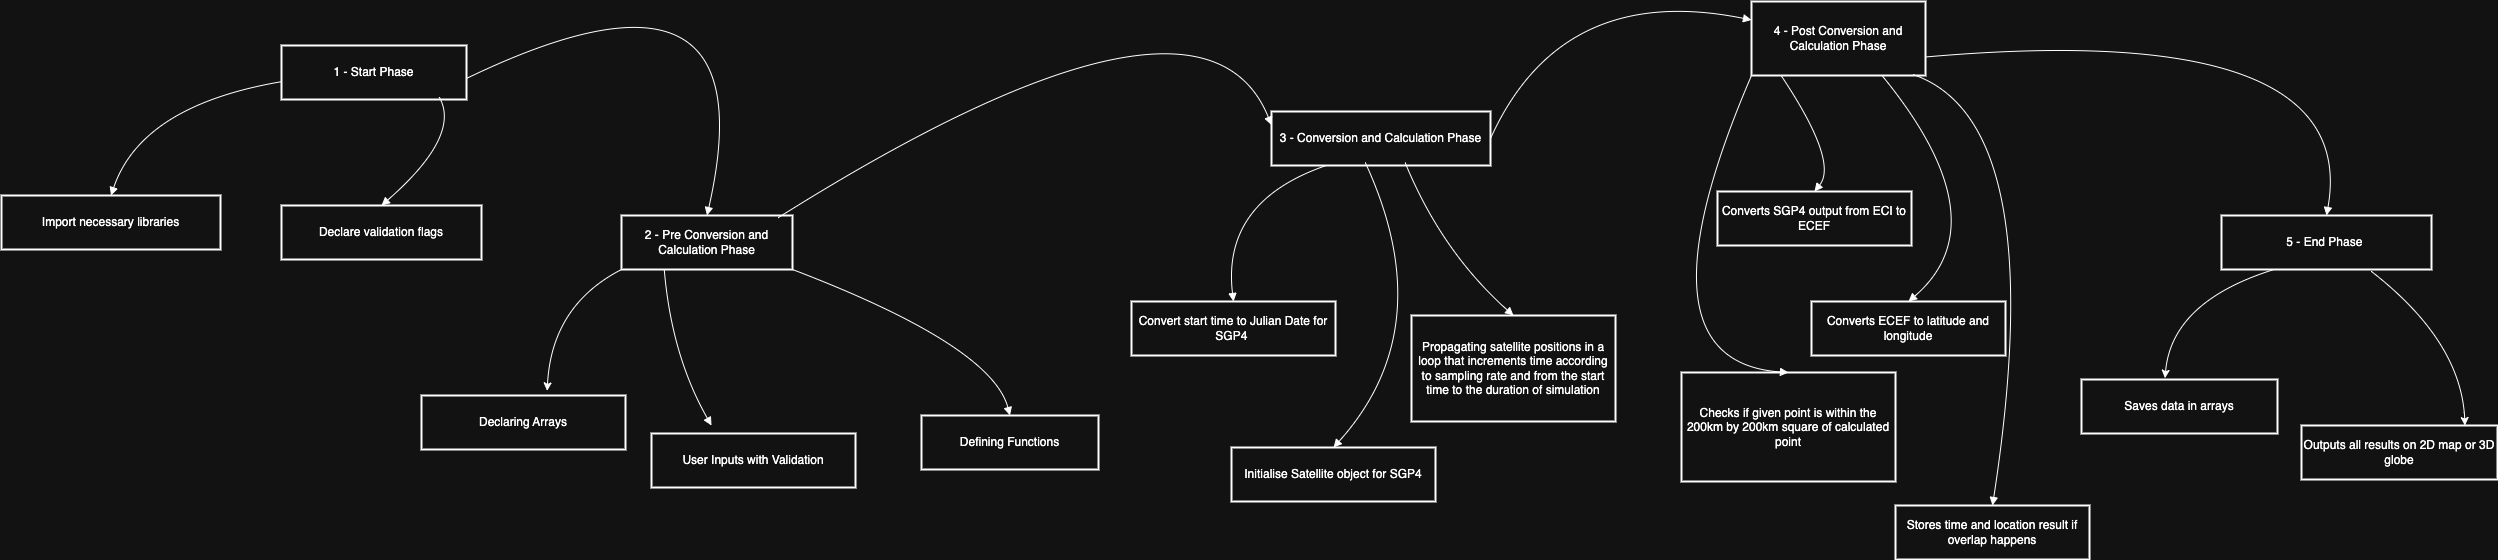 1 - Start Phase
Import necessary libraries
Declare validation flags
2 - Pre Conversion and
Calculation Phase
Declaring Arrays
User Inputs with Validation
Defining Functions
3 - Conversion and Calculation Phase
Convert start time to Julian Date for
SGP4
Initialise Satellite object for SGP4
Propagating satellite positions in a
loop that increments time according
to sampling rate and from the start
time to the duration of simulation
4 - Post Conversion and
Calculation Phase
Converts SGP4 output from ECI to
ECEF
Converts ECEF to latitude and
longitude
Checks if given point is within the
200km by 200km square of calculated
point
Stores time and location result if
overlap happens
5 - End Phase
Saves data in arrays
Outputs all results on 2D map or 3D
globe